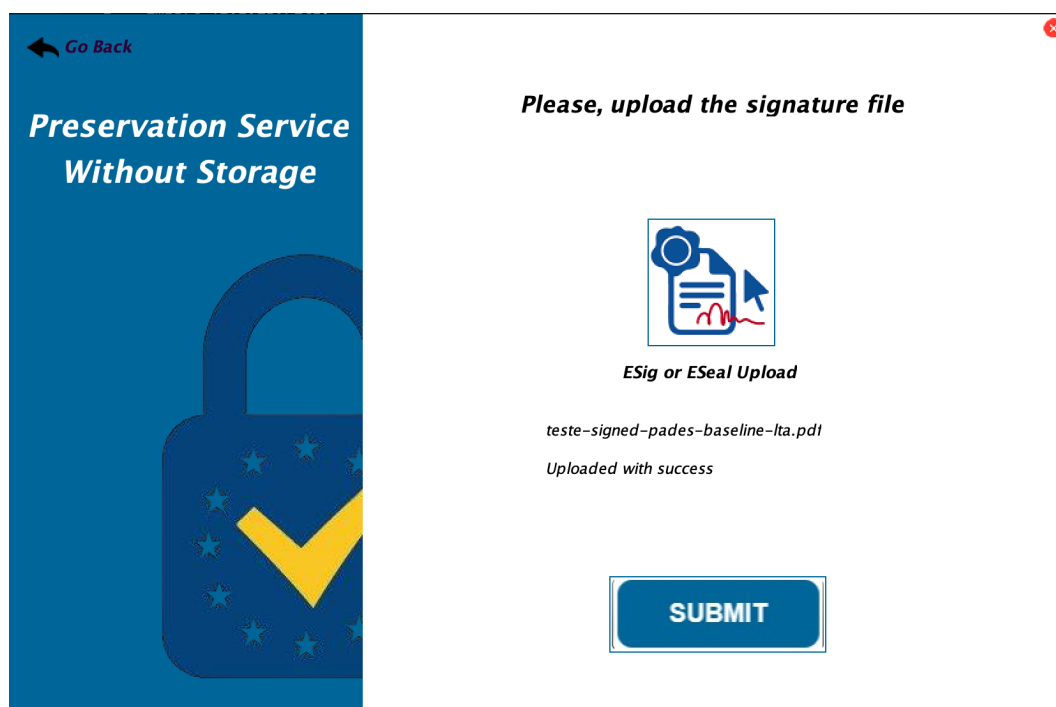 Go Back
Preservation Service
Without Storage
Please, upload the signature file
ESig or ESeal Upload
teste-signed-pades-baseline-lta.pdf
Uploaded with success
SUBMIT